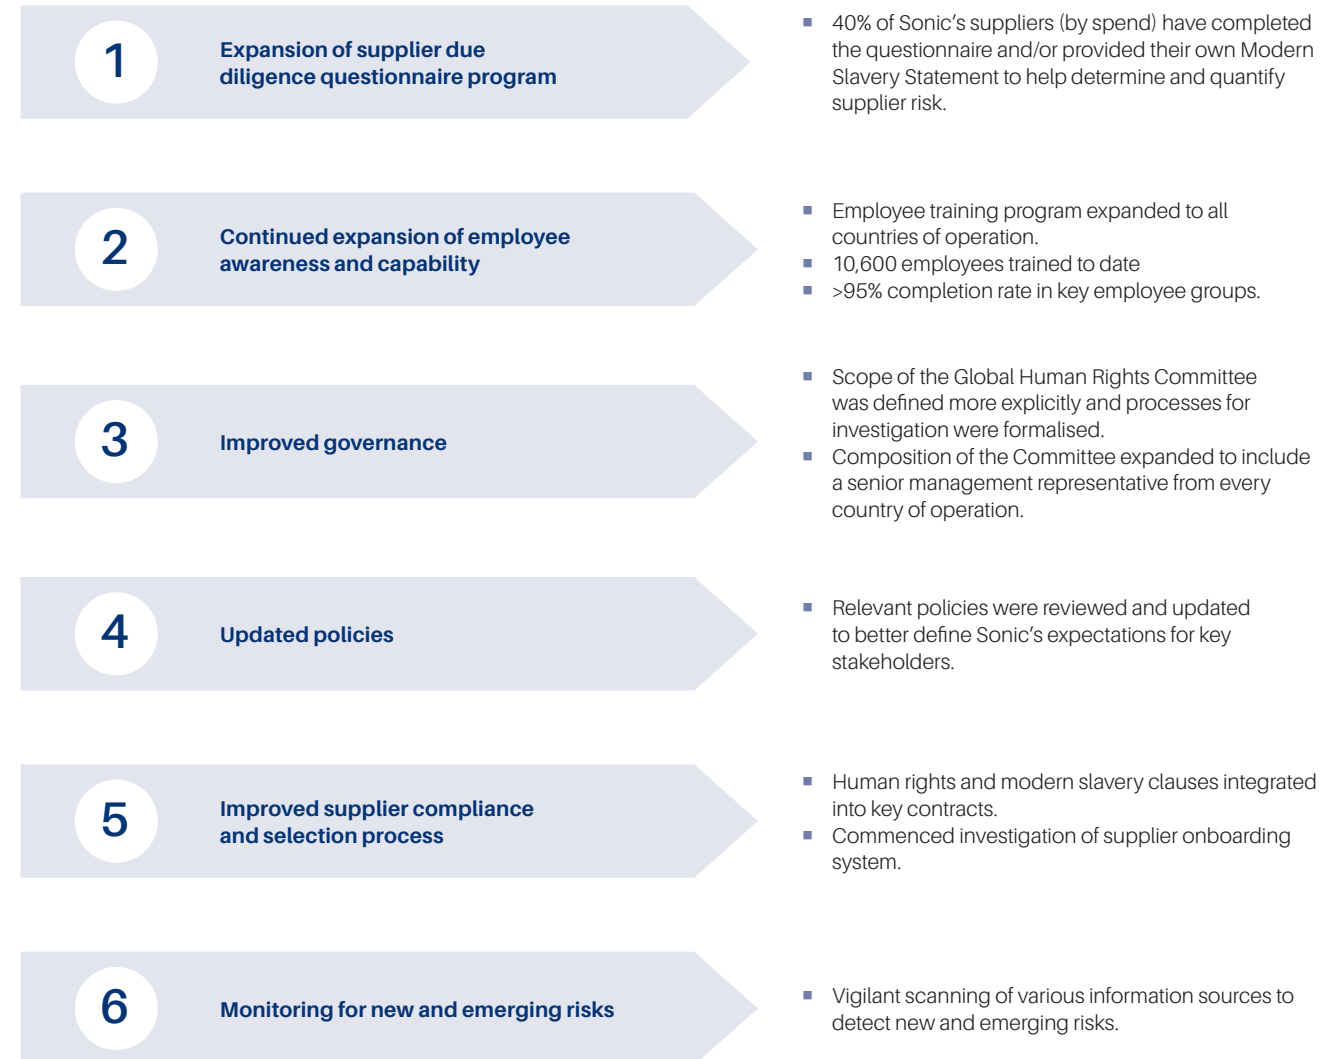 1
Expansion of supplier due
diligence questionnaire program
■ 40% of Sonic’s suppliers (by spend) have completed
the questionnaire and/or provided their own Modern
Slavery Statement to help determine and quantify
supplier risk.
2
Continued expansion of employee
awareness and capability
■ Employee training program expanded to all
countries of operation.
■ 10,600 employees trained to date
■ >95% completion rate in key employee groups.
3
Improved governance
■ Scope of the Global Human Rights Committee
was defined more explicitly and processes for
investigation were formalised.
■ Composition of the Committee expanded to include
a senior management representative from every
country of operation.
4
Updated policies
■ Relevant policies were reviewed and updated
to better define Sonic’s expectations for key
stakeholders.
5
Improved supplier compliance
and selection process
■ Human rights and modern slavery clauses integrated
into key contracts.
■ Commenced investigation of supplier onboarding
system.
6
Monitoring for new and emerging risks
■ Vigilant scanning of various information sources to
detect new and emerging risks.